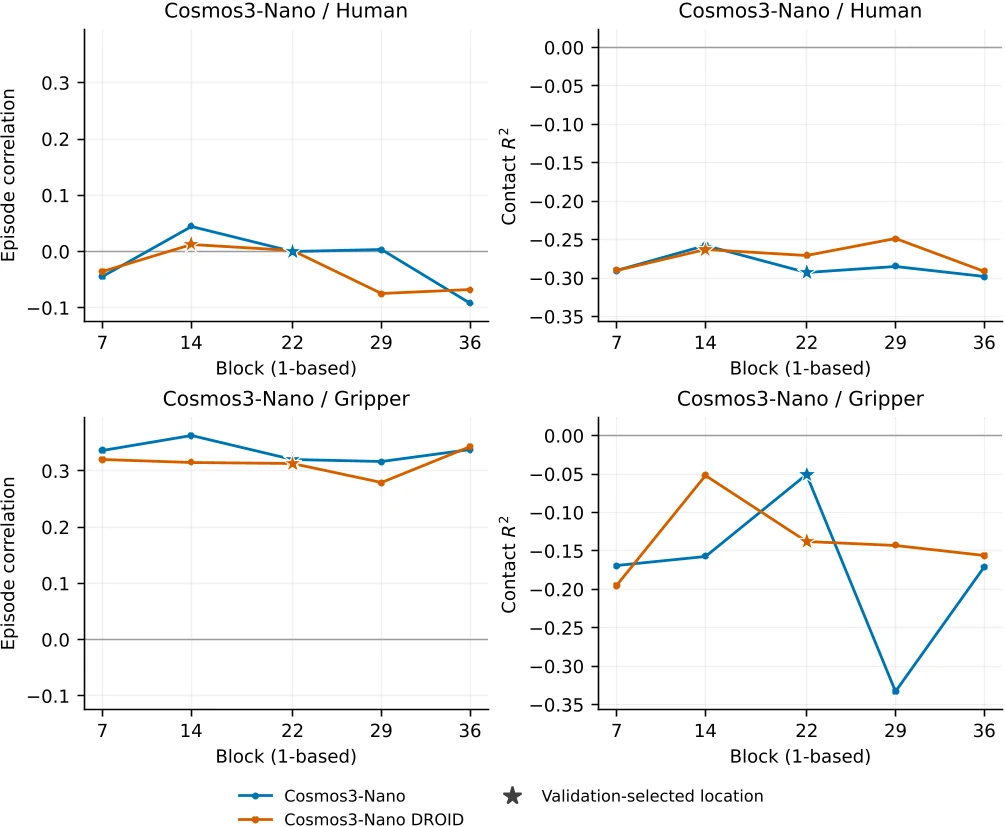 Cosmos3-Nano / Human
Episode correlation
0.3
0.2
0.1
0.0
−0.1
7 14 22 29 36
Block (1-based)
Cosmos3-Nano / Human
Contact R²
0.00
−0.05
−0.10
−0.15
−0.20
−0.25
−0.30
−0.35
7 14 22 29 36
Block (1-based)
Cosmos3-Nano / Gripper
Episode correlation
0.3
0.2
0.1
0.0
−0.1
7 14 22 29 36
Block (1-based)
Cosmos3-Nano / Gripper
Contact R²
0.00
−0.05
−0.10
−0.15
−0.20
−0.25
−0.30
−0.35
7 14 22 29 36
Block (1-based)
Cosmos3-Nano
Cosmos3-Nano DROID
Validation-selected location